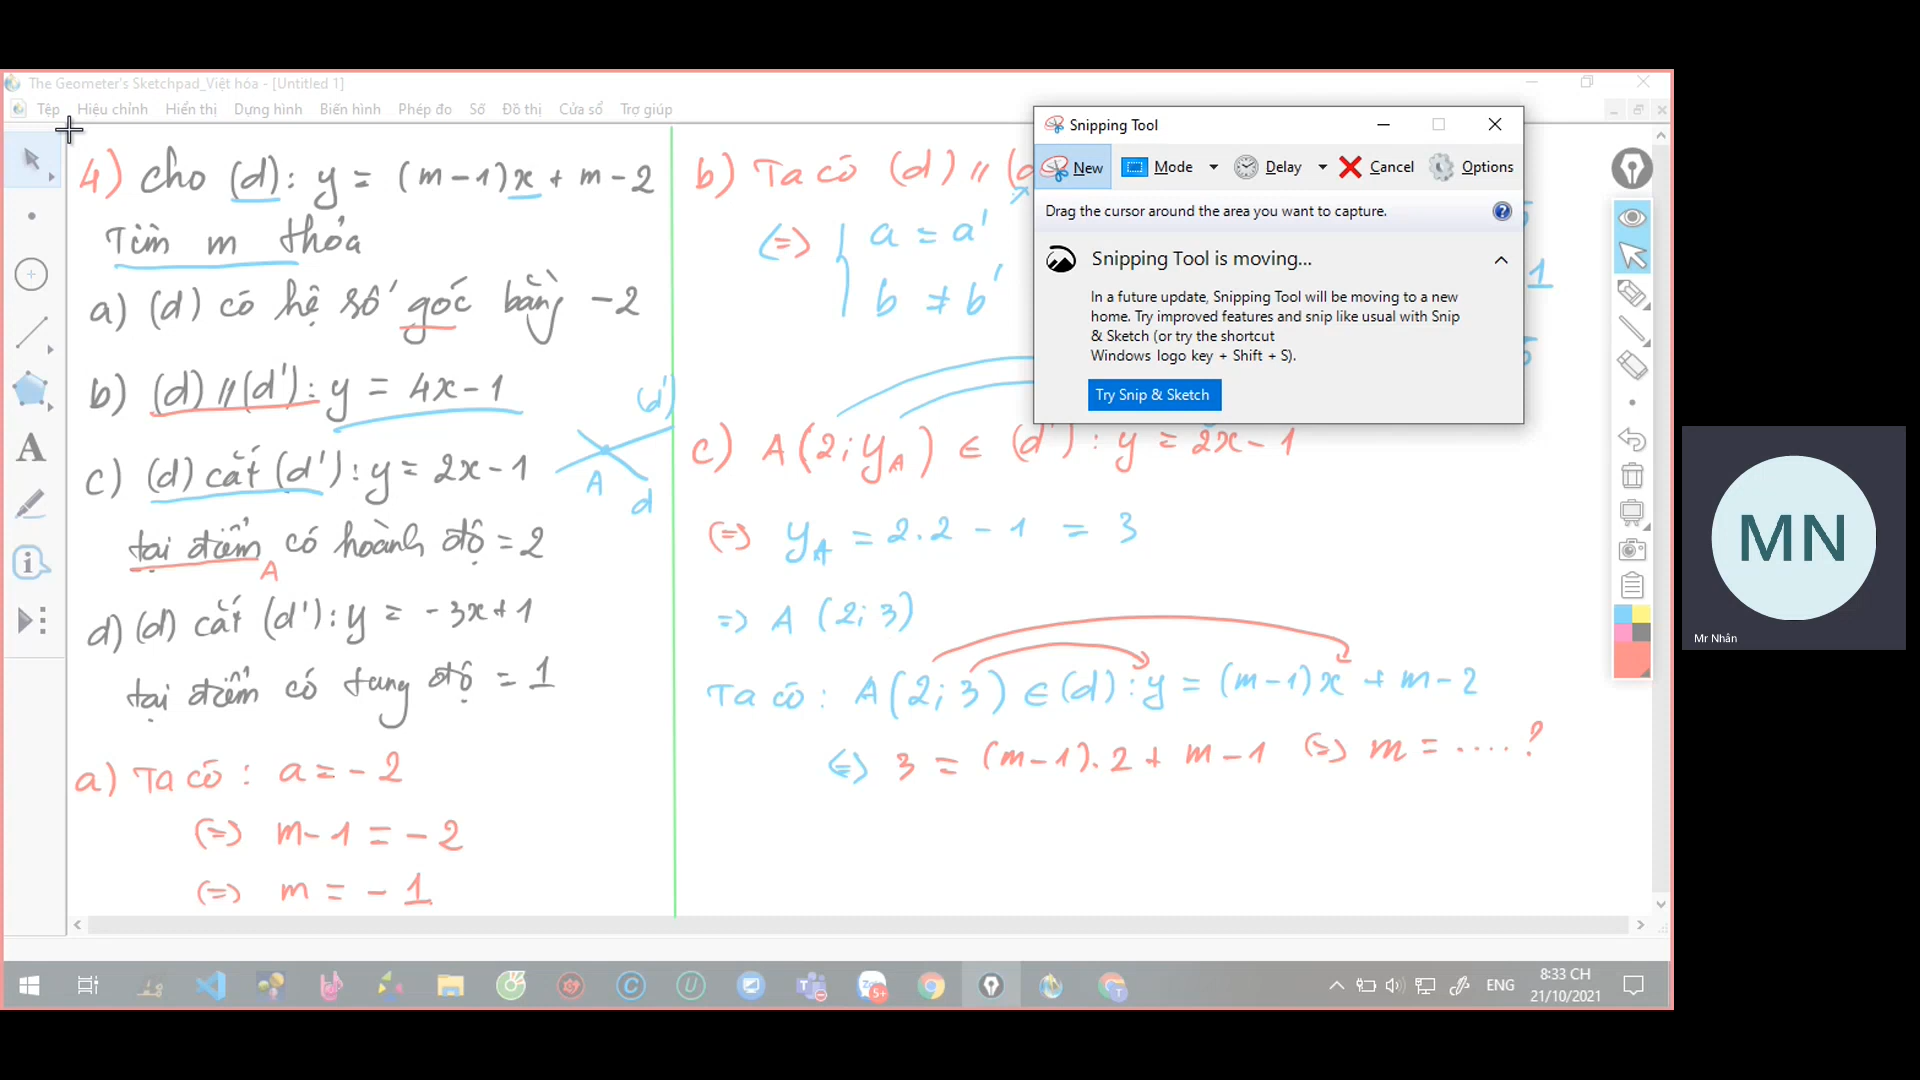 The Geometer's Sketchpad_Việt hóa - [Untitled 1]
Tệp Hiệu chỉnh Hiển thị Dựng hình Biến hình Phép đo Số Đồ thị Cửa sổ Trợ giúp
4) cho (d): y = (m-1)x + m-2
Tìm m thỏa
a) (d) có hệ số góc bằng -2
b) (d) // (d'): y = 4x-1
c) (d) cắt (d'): y = 2x-1
tại điểm có hoành độ = 2
A
(d')
A
d
d) (d) cắt (d'): y = -3x+1
tại điểm có tung độ = 1
a) Ta có: a = -2
(=) m-1 = -2
(=) m = -1
b) Ta có (d) // (d
(=) { a = a'
b ≠ b'
1
c) A(2; yA) ∈ (d'): y = 2x-1
(=) yA = 2.2 - 1 = 3
=) A (2; 3)
Ta có: A(2; 3) ∈ (d): y = (m-1)x + m-2
(=) 3 = (m-1).2 + m-1 (=) m = ....?
Snipping Tool
New Mode Delay Cancel Options
Drag the cursor around the area you want to capture.
Snipping Tool is moving...
In a future update, Snipping Tool will be moving to a new
home. Try improved features and snip like usual with Snip
& Sketch (or try the shortcut
Windows logo key + Shift + S).
Try Snip & Sketch
MN
Mr Nhân
5+
T
ENG
8:33 CH
21/10/2021